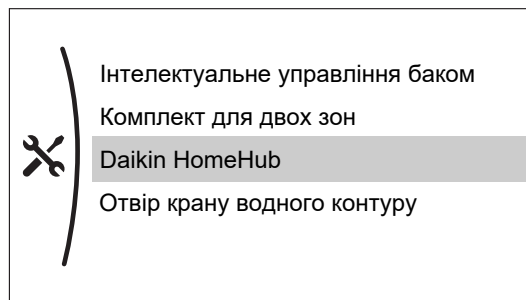 Інтелектуальне управління баком
Комплект для двох зон
Daikin HomeHub
Отвір крану водного контуру